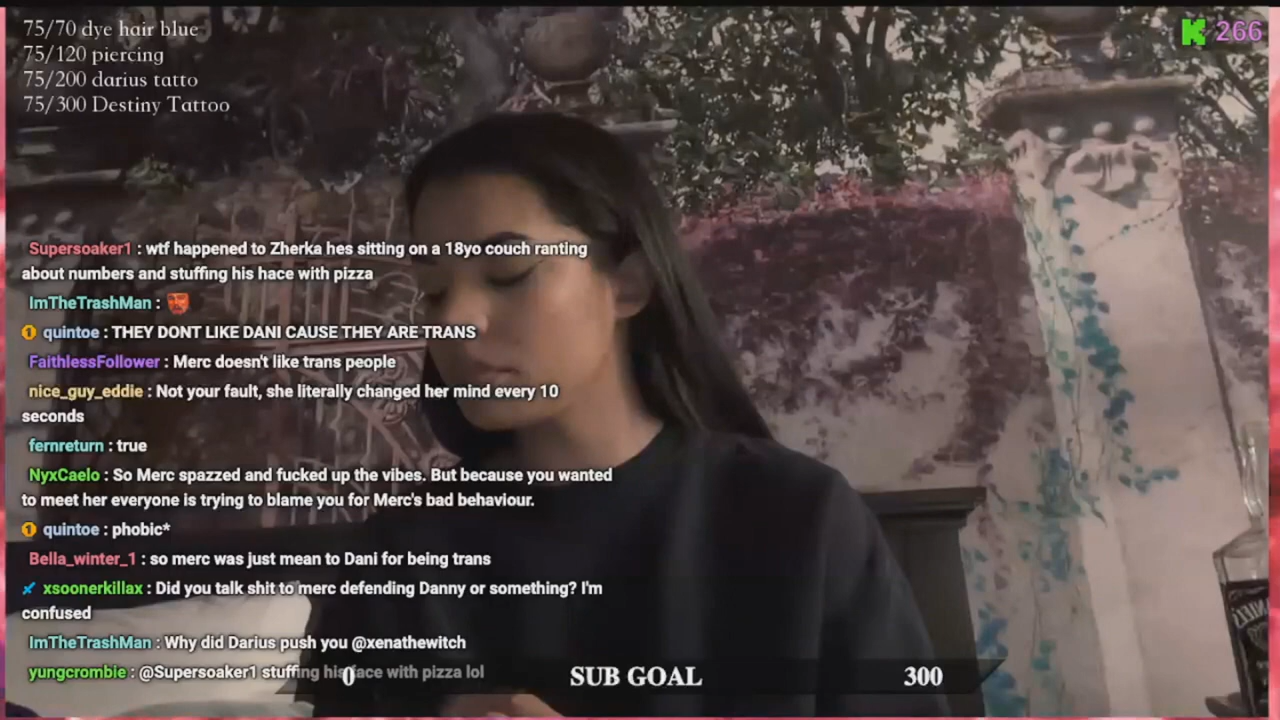 75/70 dye hair blue
75/120 piercing
75/200 darius tatto
75/300 Destiny Tattoo
K 266
Supersoaker1 : wtf happened to Zherka hes sitting on a 18yo couch ranting
about numbers and stuffing his hace with pizza
ImTheTrashMan :
1 quintoe : THEY DONT LIKE DANI CAUSE THEY ARE TRANS
FaithlessFollower : Merc doesn't like trans people
nice_guy_eddie : Not your fault, she literally changed her mind every 10
seconds
fernreturn : true
NyxCaelo : So Merc spazzed and fucked up the vibes. But because you wanted
to meet her everyone is trying to blame you for Merc's bad behaviour.
1 quintoe : phobic*
Bella_winter_1 : so merc was just mean to Dani for being trans
xsoonerkillax : Did you talk shit to merc defending Danny or something? I'm
confused
ImTheTrashMan : Why did Darius push you @xenathewitch
yungcrombie : @Supersoaker1 stuffing his face with pizza lol
0 SUB GOAL 300